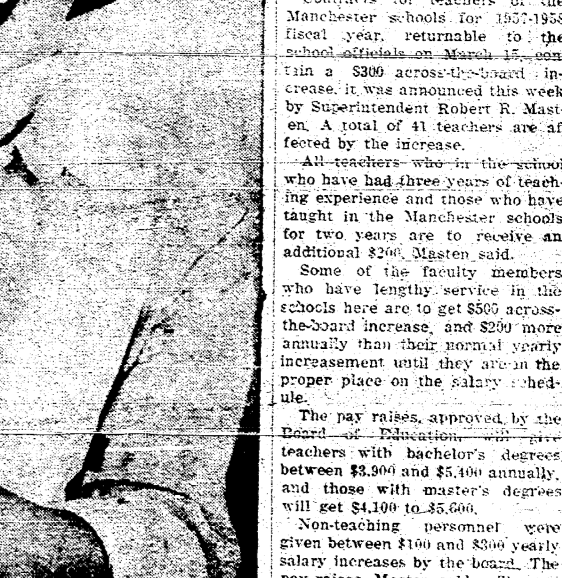 Contracts for teachers of the
Manchester schools for 1957-1958
fiscal year, returnable to the
school officials on March 15, con
tain a $300 across-the-board in-
crease, it was announced this week
by Superintendent Robert R. Mast
en. A total of 41 teachers are af
fected by the increase.
All teachers who in the school
who have had three years of teach-
ing experience and those who have
taught in the Manchester schools
for two years are to receive an
additional $200, Masten said.
Some of the faculty members
who have lengthy service in the
schools here are to get $500 across-
the-board increase, and $200 more
annually than their normal yearly
increasement until they are in the
proper place on the salary sched-
ule.
The pay raises, approved by the
Board of Education, will give
teachers with bachelor's degrees
between $3,900 and $5,400 annually,
and those with master's degrees
will get $4,100 to $5,600.
Non-teaching personnel were
given between $100 and $300 yearly
salary increases by the board. The
pay raises, Masten